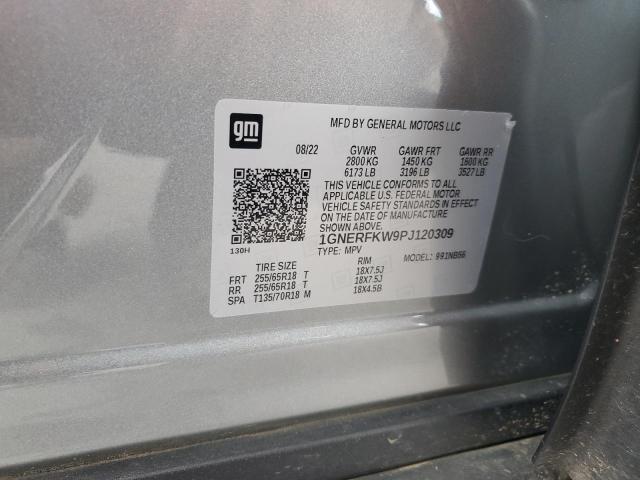 gm
MFD BY GENERAL MOTORS LLC
08/22 GVWR GAWR FRT GAWR RR
2800 KG 1450 KG 1600 KG
6173 LB 3196 LB 3527 LB
THIS VEHICLE CONFORMS TO ALL
APPLICABLE U.S. FEDERAL MOTOR
VEHICLE SAFETY STANDARDS IN EFFECT
ON THE DATE OF MANUFACTURE
SHOWN ABOVE.
1GNERFKW9PJ120309
130H
TYPE: MPV MODEL: 991NB56
TIRE SIZE RIM
FRT 255/65R18 T 18X7.5J
RR 255/65R18 T 18X7.5J
SPA T135/70R18 M 18X4.5B